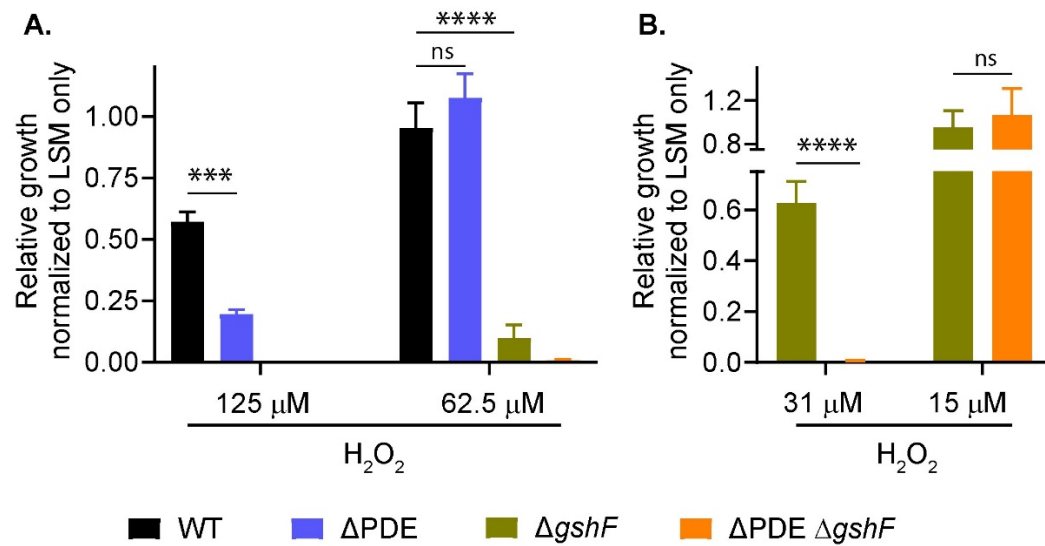 A.
Relative growth
normalized to LSM only
1.00
0.75
0.50
0.25
0.00
***
****
ns
125 μM
62.5 μM
H₂O₂
B.
Relative growth
normalized to LSM only
1.2
0.8
0.6
0.4
0.2
0.0
****
ns
31 μM
15 μM
H₂O₂
WT
ΔPDE
ΔgshF
ΔPDE ΔgshF